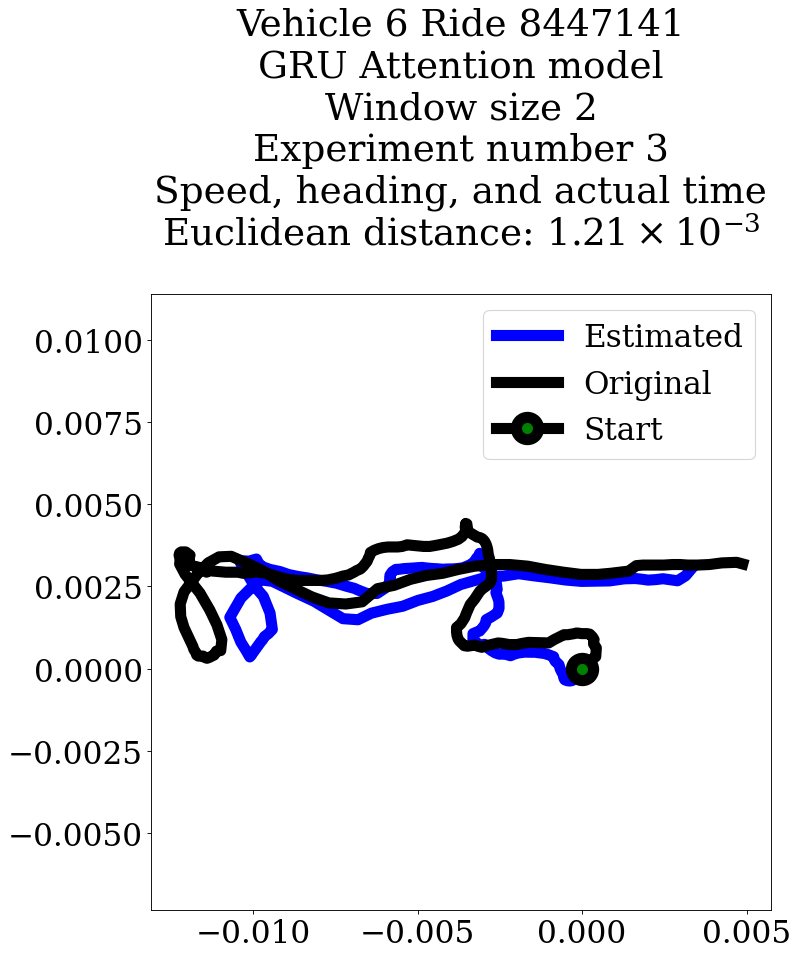 Vehicle 6 Ride 8447141
GRU Attention model
Window size 2
Experiment number 3
Speed, heading, and actual time
Euclidean distance: 1.21 × 10⁻³
Estimated
Original
Start
0.0100
0.0075
0.0050
0.0025
0.0000
−0.0025
−0.0050
−0.010
−0.005
0.000
0.005